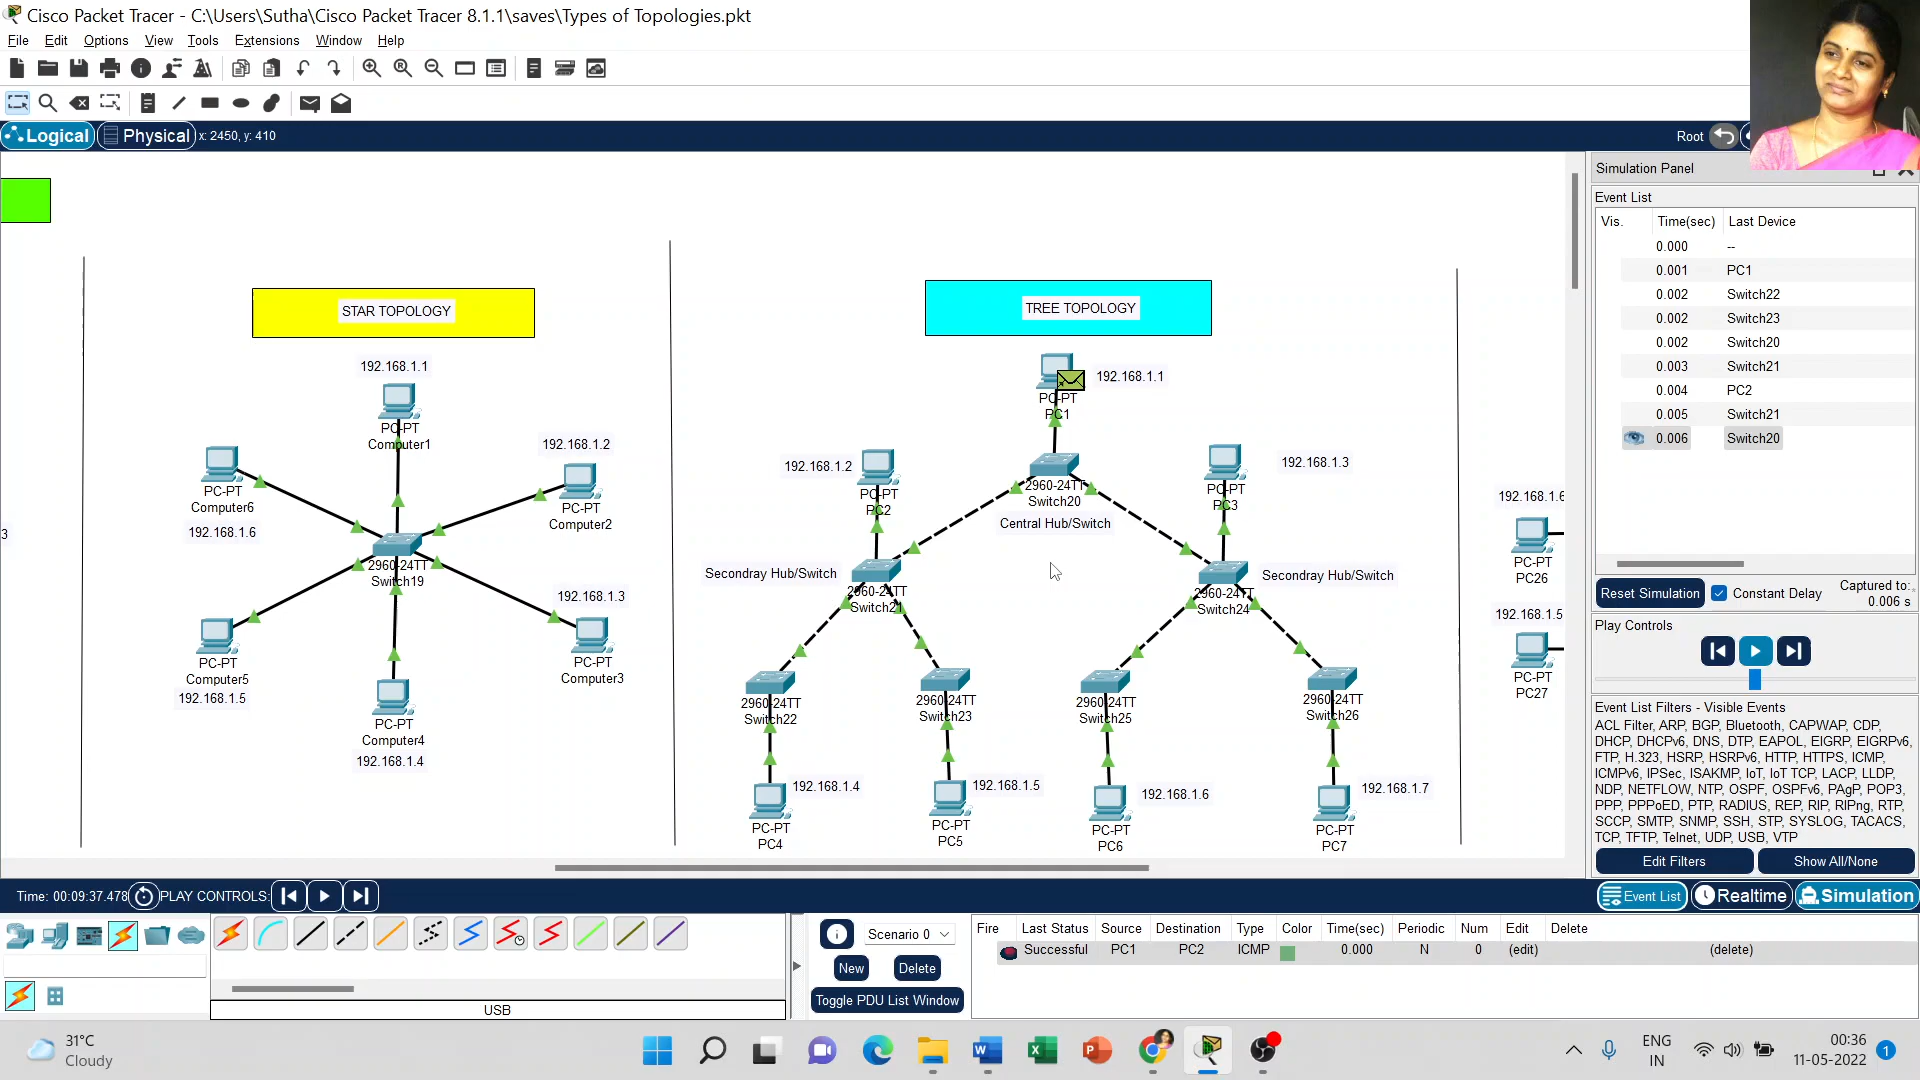 Cisco Packet Tracer - C:\Users\Sutha\Cisco Packet Tracer 8.1.1\saves\Types of Topologies.pkt
File Edit Options View Tools Extensions Window Help
Logical Physical x: 2450, y: 410 Root
Simulation Panel
Event List
Vis. Time(sec) Last Device
0.000 --
0.001 PC1
0.002 Switch22
0.002 Switch23
0.002 Switch20
0.003 Switch21
0.004 PC2
0.005 Switch21
0.006 Switch20
Reset Simulation Constant Delay Captured to:
0.006 s
Play Controls
Event List Filters - Visible Events
ACL Filter, ARP, BGP, Bluetooth, CAPWAP, CDP,
DHCP, DHCPv6, DNS, DTP, EAPOL, EIGRP, EIGRPv6,
FTP, H.323, HSRP, HSRPv6, HTTP, HTTPS, ICMP,
ICMPv6, IPSec, ISAKMP, IoT, IoT TCP, LACP, LLDP,
NDP, NETFLOW, NTP, OSPF, OSPFv6, PAgP, POP3,
PPP, PPPoED, PTP, RADIUS, REP, RIP, RIPng, RTP,
SCCP, SMTP, SNMP, SSH, STP, SYSLOG, TACACS,
TCP, TFTP, Telnet, UDP, USB, VTP
Edit Filters Show All/None
Event List Realtime Simulation
STAR TOPOLOGY
192.168.1.1
PC-PT
Computer1
192.168.1.2
PC-PT
Computer2
PC-PT
Computer6
192.168.1.6
2960-24TT
Switch19
192.168.1.3
PC-PT
Computer3
PC-PT
Computer5
192.168.1.5
PC-PT
Computer4
192.168.1.4
3
TREE TOPOLOGY
192.168.1.1
PC-PT
PC1
192.168.1.2
PC-PT
PC2
2960-24TT
Switch20
Central Hub/Switch
192.168.1.3
PC-PT
PC3
Secondray Hub/Switch
2960-24TT
Switch21
2960-24TT
Switch24
Secondray Hub/Switch
2960-24TT
Switch22
2960-24TT
Switch23
2960-24TT
Switch25
2960-24TT
Switch26
192.168.1.4
PC-PT
PC4
192.168.1.5
PC-PT
PC5
192.168.1.6
PC-PT
PC6
192.168.1.7
PC-PT
PC7
192.168.1.6
PC-PT
PC26
192.168.1.5
PC-PT
PC27
Time: 00:09:37.478 PLAY CONTROLS:
USB
Scenario 0
New Delete
Toggle PDU List Window
Fire Last Status Source Destination Type Color Time(sec) Periodic Num Edit Delete
Successful PC1 PC2 ICMP 0.000 N 0 (edit) (delete)
31°C
Cloudy
ENG
IN
00:36
11-05-2022
1